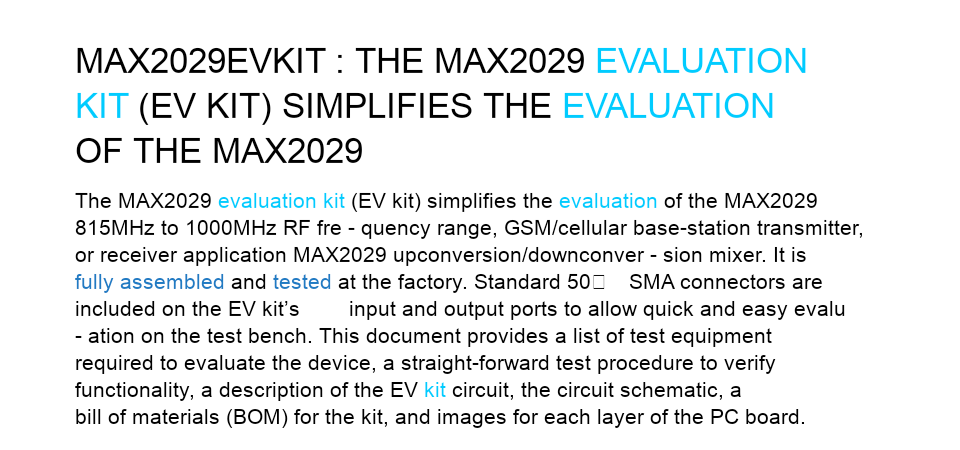 MAX2029EVKIT : THE MAX2029 EVALUATION
KIT (EV KIT) SIMPLIFIES THE EVALUATION
OF THE MAX2029
The MAX2029 evaluation kit (EV kit) simplifies the evaluation of the MAX2029
815MHz to 1000MHz RF fre - quency range, GSM/cellular base-station transmitter,
or receiver application MAX2029 upconversion/downconver - sion mixer. It is
fully assembled and tested at the factory. Standard 50□ SMA connectors are
included on the EV kit’s input and output ports to allow quick and easy evalu
- ation on the test bench. This document provides a list of test equipment
required to evaluate the device, a straight-forward test procedure to verify
functionality, a description of the EV kit circuit, the circuit schematic, a
bill of materials (BOM) for the kit, and images for each layer of the PC board.